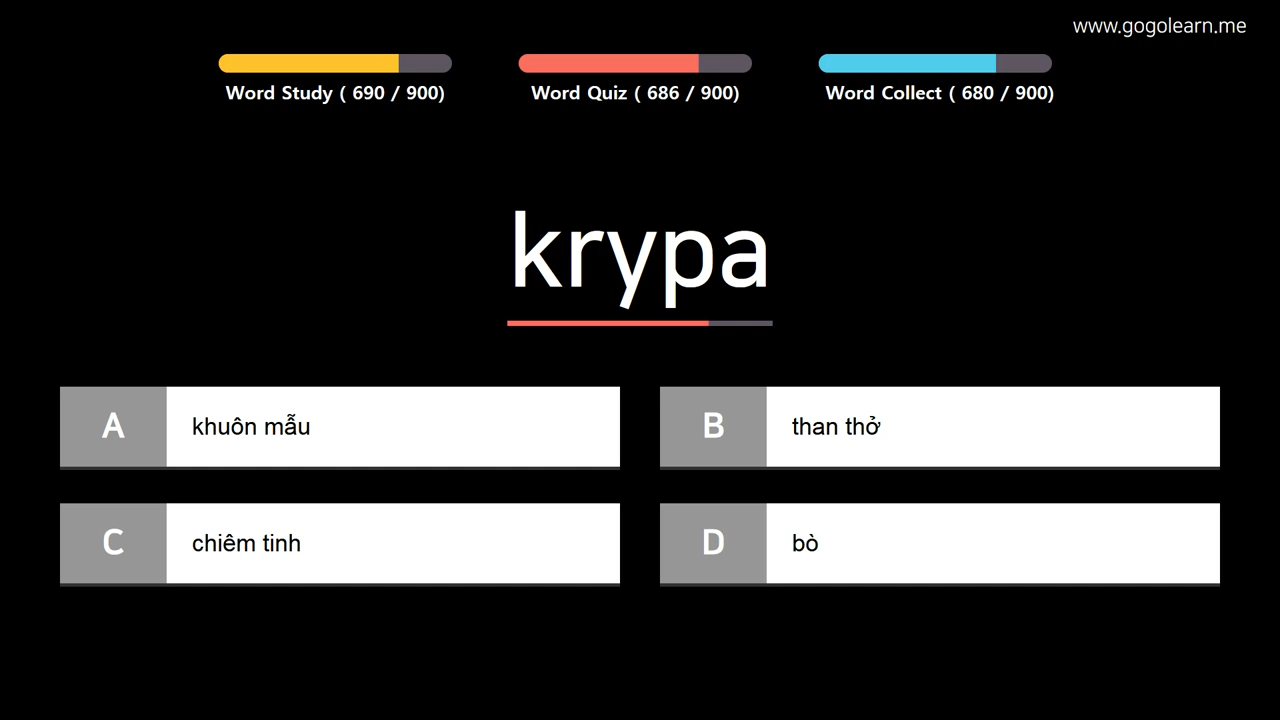 www.gogolearn.me
Word Study ( 690 / 900)
Word Quiz ( 686 / 900)
Word Collect ( 680 / 900)
krypa
A khuôn mẫu
B than thở
C chiêm tinh
D bò